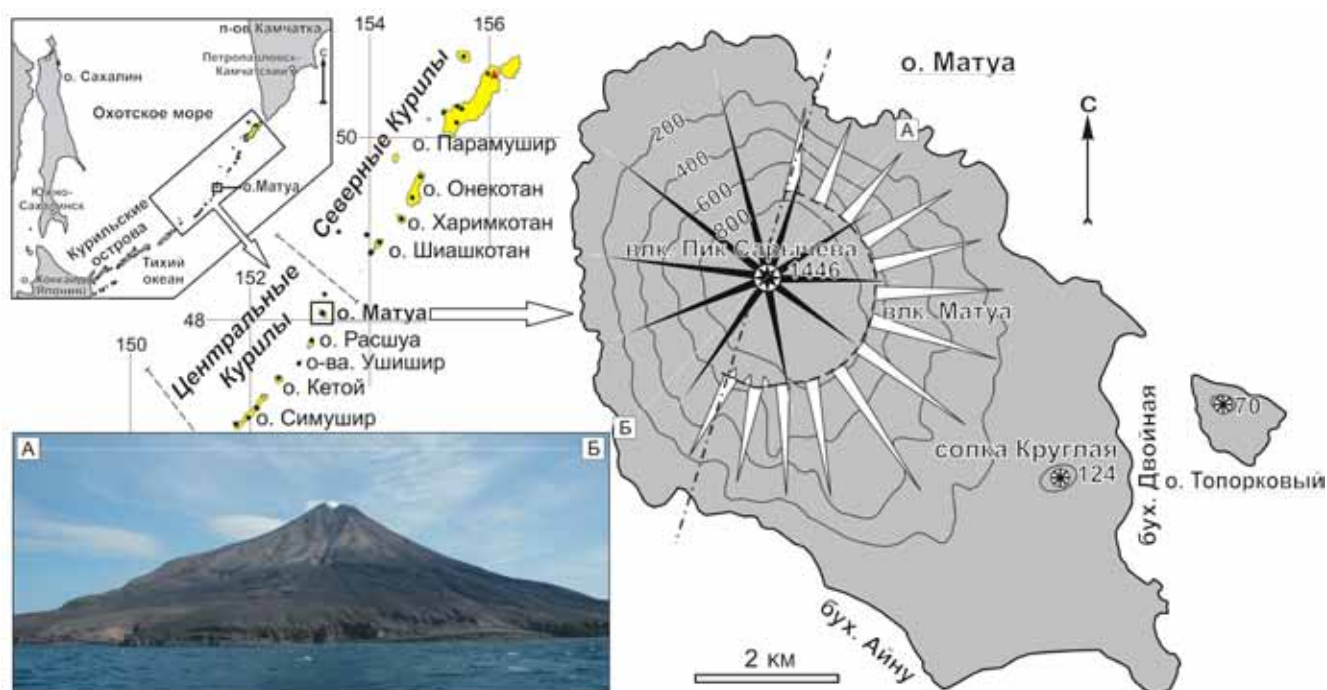 п-ов Камчатка
Петропавловск-
Камчатский
С
о. Сахалин
Охотское море
о.Матуа
Южно-
Сахалинск
Курильские
острова
Тихий
океан
о. Хоккайдо
(Япония)
154
156
152
150
50
48
Северные Курилы
о. Парамушир
о. Онекотан
о. Харимкотан
о. Шиашкотан
Центральные
Курилы
о. Матуа
о. Расшуа
о-ва. Ушишир
о. Кетой
о. Симушир
А
Б
о. Матуа
С
А
200
400
600
800
влк. Пик Сарычева
1446
влк. Матуа
Б
сопка Круглая
124
бух. Двойная
70
о. Топорковый
бух. Айну
2 км